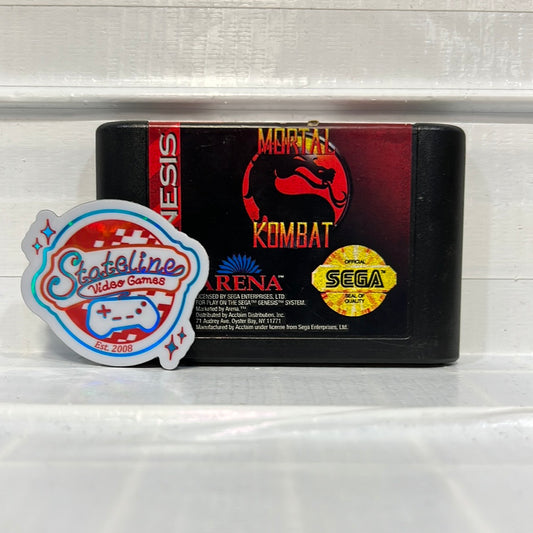 MORTAL
KOMBAT
NESIS
ARENA™
LICENSED BY SEGA ENTERPRISES, LTD.
FOR PLAY ON THE SEGA™ GENESIS™ SYSTEM.
Marketed by Arena.
Distributed by Acclaim Distribution, Inc.
71 Audrey Ave, Oyster Bay, NY 11771
Manufactured by Acclaim under license from Sega Enterprises, Ltd.
OFFICIAL
SEGA
SEAL OF
QUALITY
Stateline
Video Games
Est. 2008